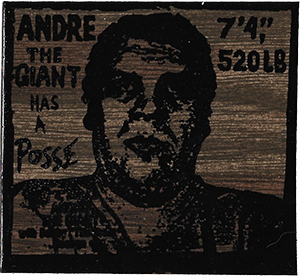 ANDRE
THE
GIANT
HAS
A
POSSE
7'4,"
520LB